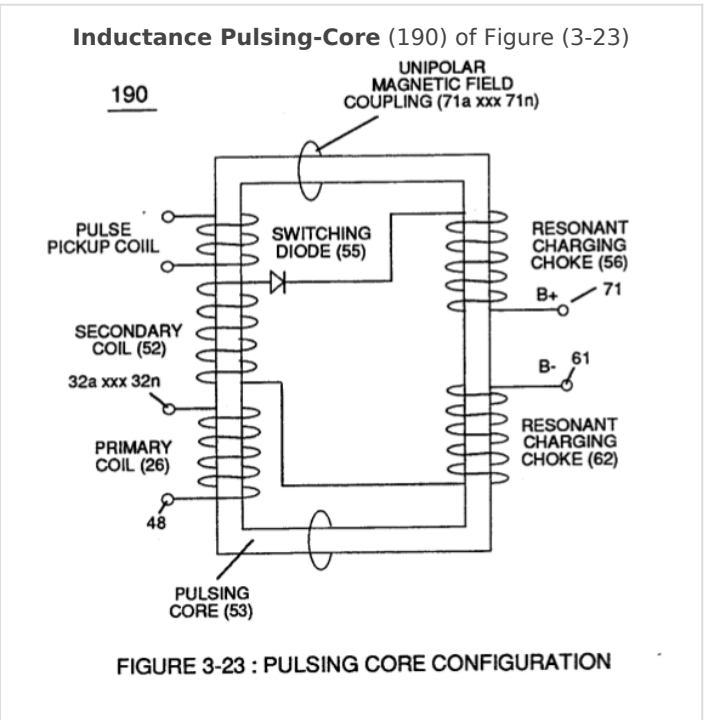 Inductance Pulsing-Core (190) of Figure (3-23)
190
UNIPOLAR
MAGNETIC FIELD
COUPLING (71a xxx 71n)
PULSE
PICKUP COIIL
SWITCHING
DIODE (55)
RESONANT
CHARGING
CHOKE (56)
B+
71
SECONDARY
COIL (52)
32a xxx 32n
B-
61
PRIMARY
COIL (26)
RESONANT
CHARGING
CHOKE (62)
48
PULSING
CORE (53)
FIGURE 3-23 : PULSING CORE CONFIGURATION